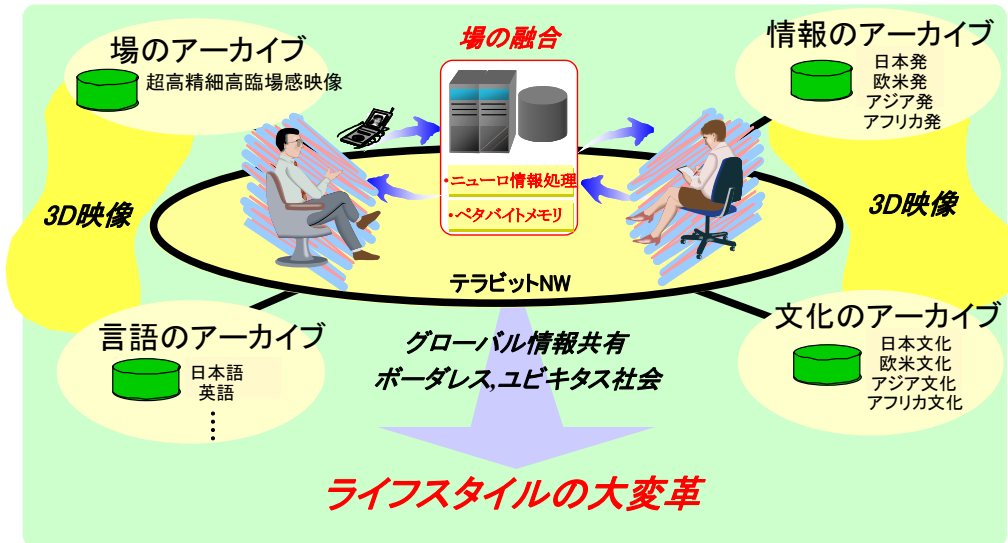 場のアーカイブ
超高精細高臨場感映像
場の融合
・ニューロ情報処理
・ペタバイトメモリ
情報のアーカイブ
日本発
欧米発
アジア発
アフリカ発
3D映像
3D映像
テラビットNW
言語のアーカイブ
日本語
英語
⋮
グローバル情報共有
ボーダレス,ユビキタス社会
文化のアーカイブ
日本文化
欧米文化
アジア文化
アフリカ文化
ライフスタイルの大変革